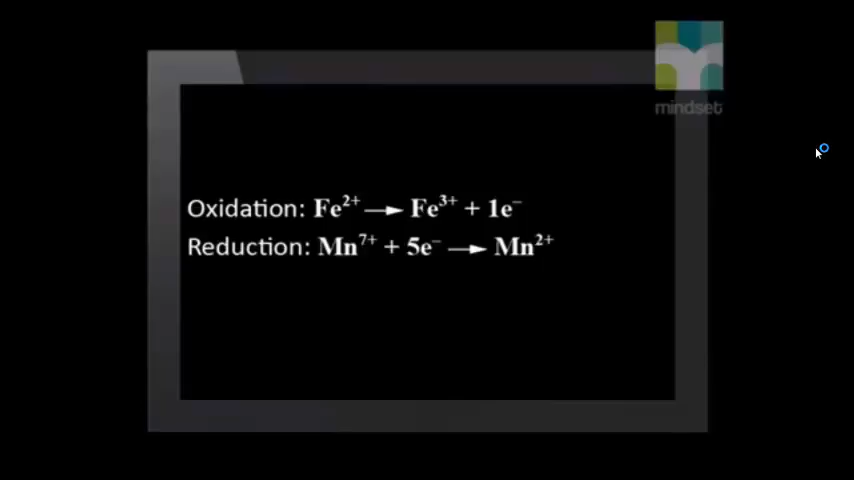 mindset
Oxidation: Fe²⁺ → Fe³⁺ + 1e⁻
Reduction: Mn⁷⁺ + 5e⁻ → Mn²⁺